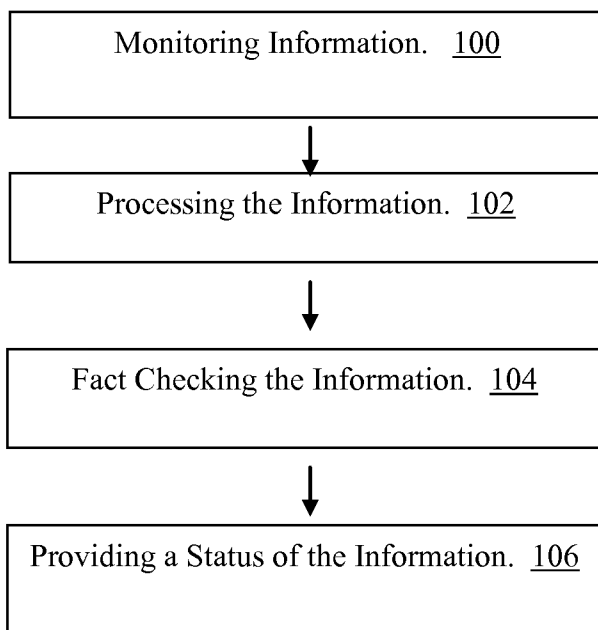 Monitoring Information. 100
Processing the Information. 102
Fact Checking the Information. 104
Providing a Status of the Information. 106